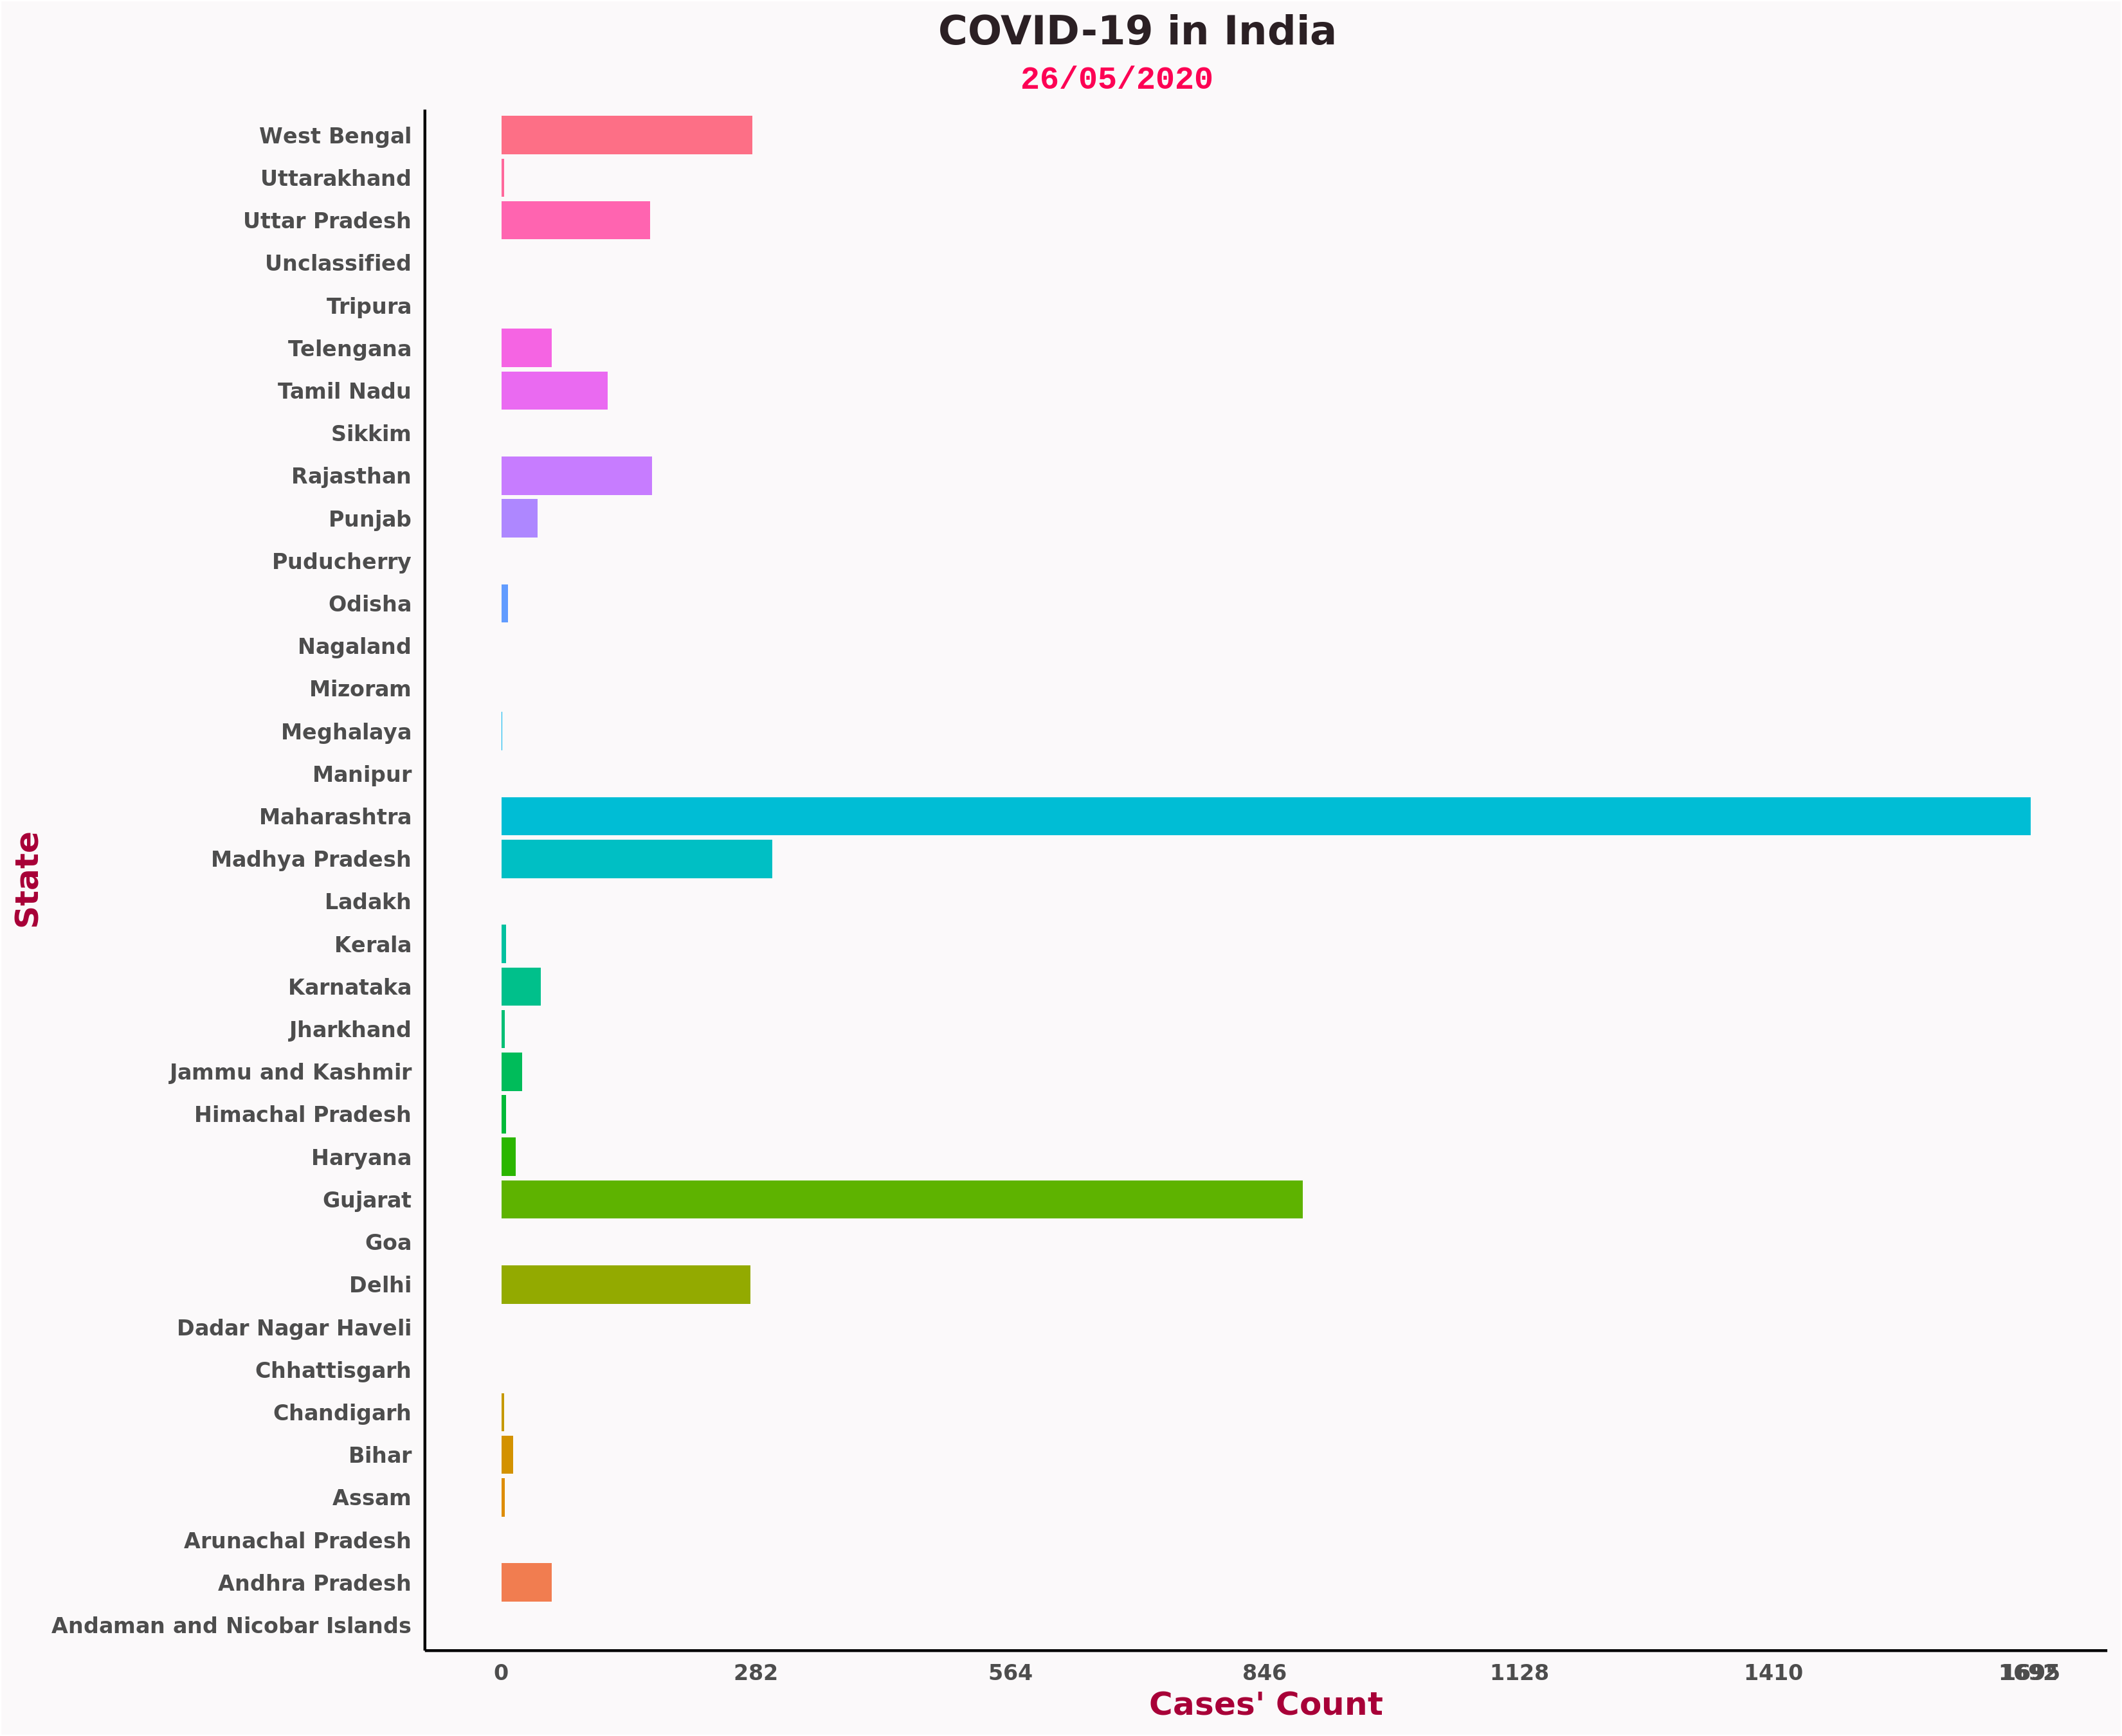 COVID-19 in India
26/05/2020
West Bengal
Uttarakhand
Uttar Pradesh
Unclassified
Tripura
Telengana
Tamil Nadu
Sikkim
Rajasthan
Punjab
Puducherry
Odisha
Nagaland
Mizoram
Meghalaya
Manipur
Maharashtra
Madhya Pradesh
Ladakh
Kerala
Karnataka
Jharkhand
Jammu and Kashmir
Himachal Pradesh
Haryana
Gujarat
Goa
Delhi
Dadar Nagar Haveli
Chhattisgarh
Chandigarh
Bihar
Assam
Arunachal Pradesh
Andhra Pradesh
Andaman and Nicobar Islands
State
0 282 564 846 1128 1410
Cases' Count